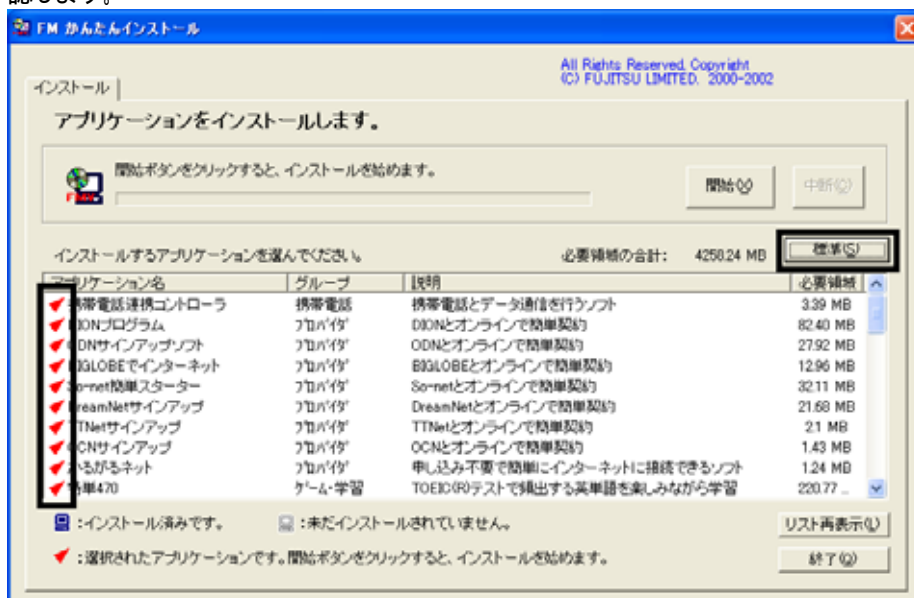 認します。
FM かんたんインストール
All Rights Reserved, Copyright
(C) FUJITSU LIMITED. 2000-2002
インストール
アプリケーションをインストールします。
開始ボタンをクリックすると、インストールを始めます。
開始(X) 中断(Q)
インストールするアプリケーションを選んでください。 必要領域の合計: 4258.24 MB 標準(S)
アプリケーション名 グループ 説明 必要領域
携帯電話連携コントローラ 携帯電話 携帯電話とデータ通信を行うソフト 3.39 MB
DIONプログラム プロバイダ DIONとオンラインで簡単契約 82.40 MB
ODNサインアップソフト プロバイダ ODNとオンラインで簡単契約 27.92 MB
BIGLOBEでインターネット プロバイダ BIGLOBEとオンラインで簡単契約 12.96 MB
So-net簡単スターター プロバイダ So-netとオンラインで簡単契約 32.11 MB
DreamNetサインアップ プロバイダ DreamNetとオンラインで簡単契約 21.68 MB
TTNetサインアップ プロバイダ TTNetとオンラインで簡単契約 2.1 MB
OCNサインアップ プロバイダ OCNとオンラインで簡単契約 1.43 MB
かるがるネット プロバイダ 申し込み不要で簡単にインターネットに接続できるソフト 1.24 MB
単470 ゲーム・学習 TOEIC(R)テストで頻出する英単語を楽しみながら学習 220.77 ...
:インストール済みです。 :未だインストールされていません。 リスト再表示(L)
:選択されたアプリケーションです。開始ボタンをクリックすると、インストールを始めます。 終了(Q)